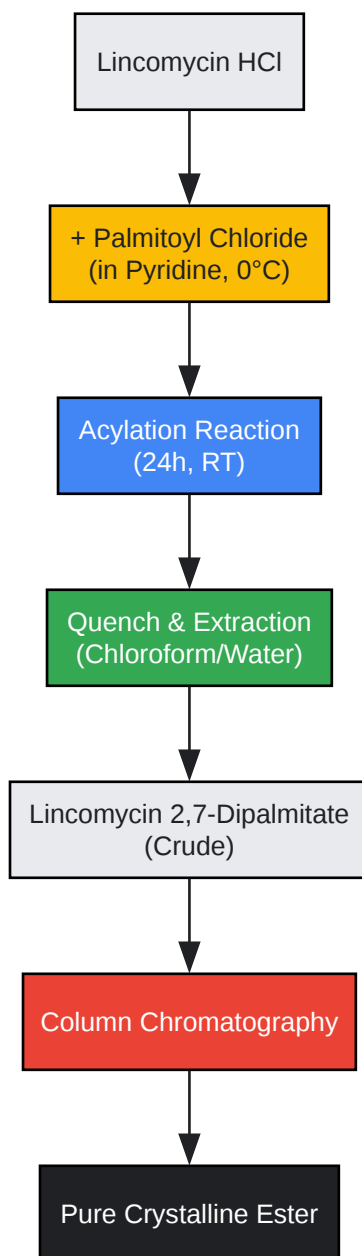 Lincomycin HCl
+ Palmitoyl Chloride
(in Pyridine, 0°C)
Acylation Reaction
(24h, RT)
Quench & Extraction
(Chloroform/Water)
Lincomycin 2,7-Dipalmitate
(Crude)
Column Chromatography
Pure Crystalline Ester